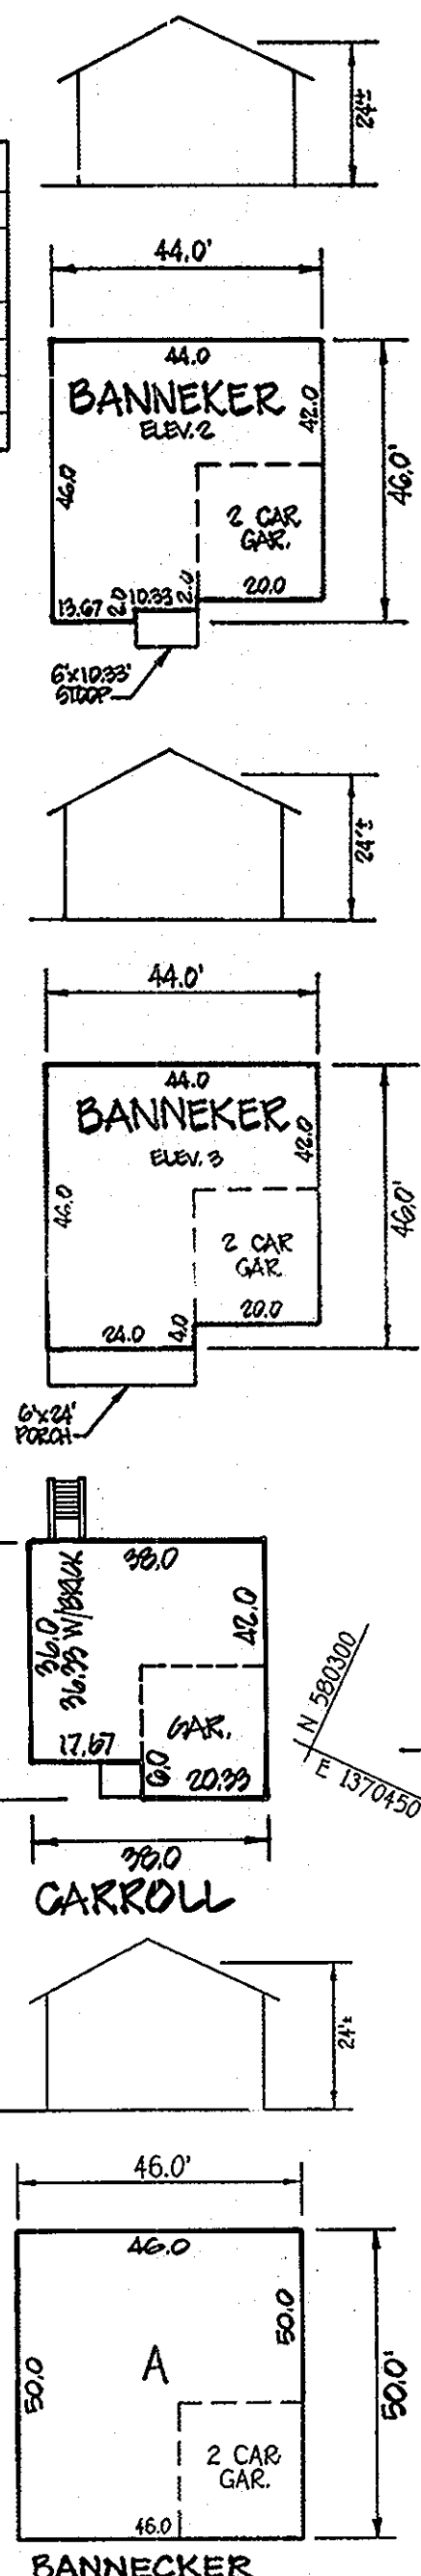 24'±
44.0'
44.0
BANNEKER
ELEV. 2
42.0
46.0
46.0'
2 CAR
GAR.
20.0
13.67
2.0
10.33
2.0
6'x10.33'
STOOP
24'±
44.0'
44.0
BANNEKER
ELEV. 3
42.0
46.0
46.0'
2 CAR
GAR.
20.0
24.0
4.0
6'x24'
PORCH
38.0
36.0
36.33 W/BRICK
42.0
GAR.
17.67
6.0
20.33
38.0
CARROLL
N 580300
E 1370450
24'±
46.0'
46.0
50.0
50.0
50.0'
A
2 CAR
GAR.
46.0
BANNECKER